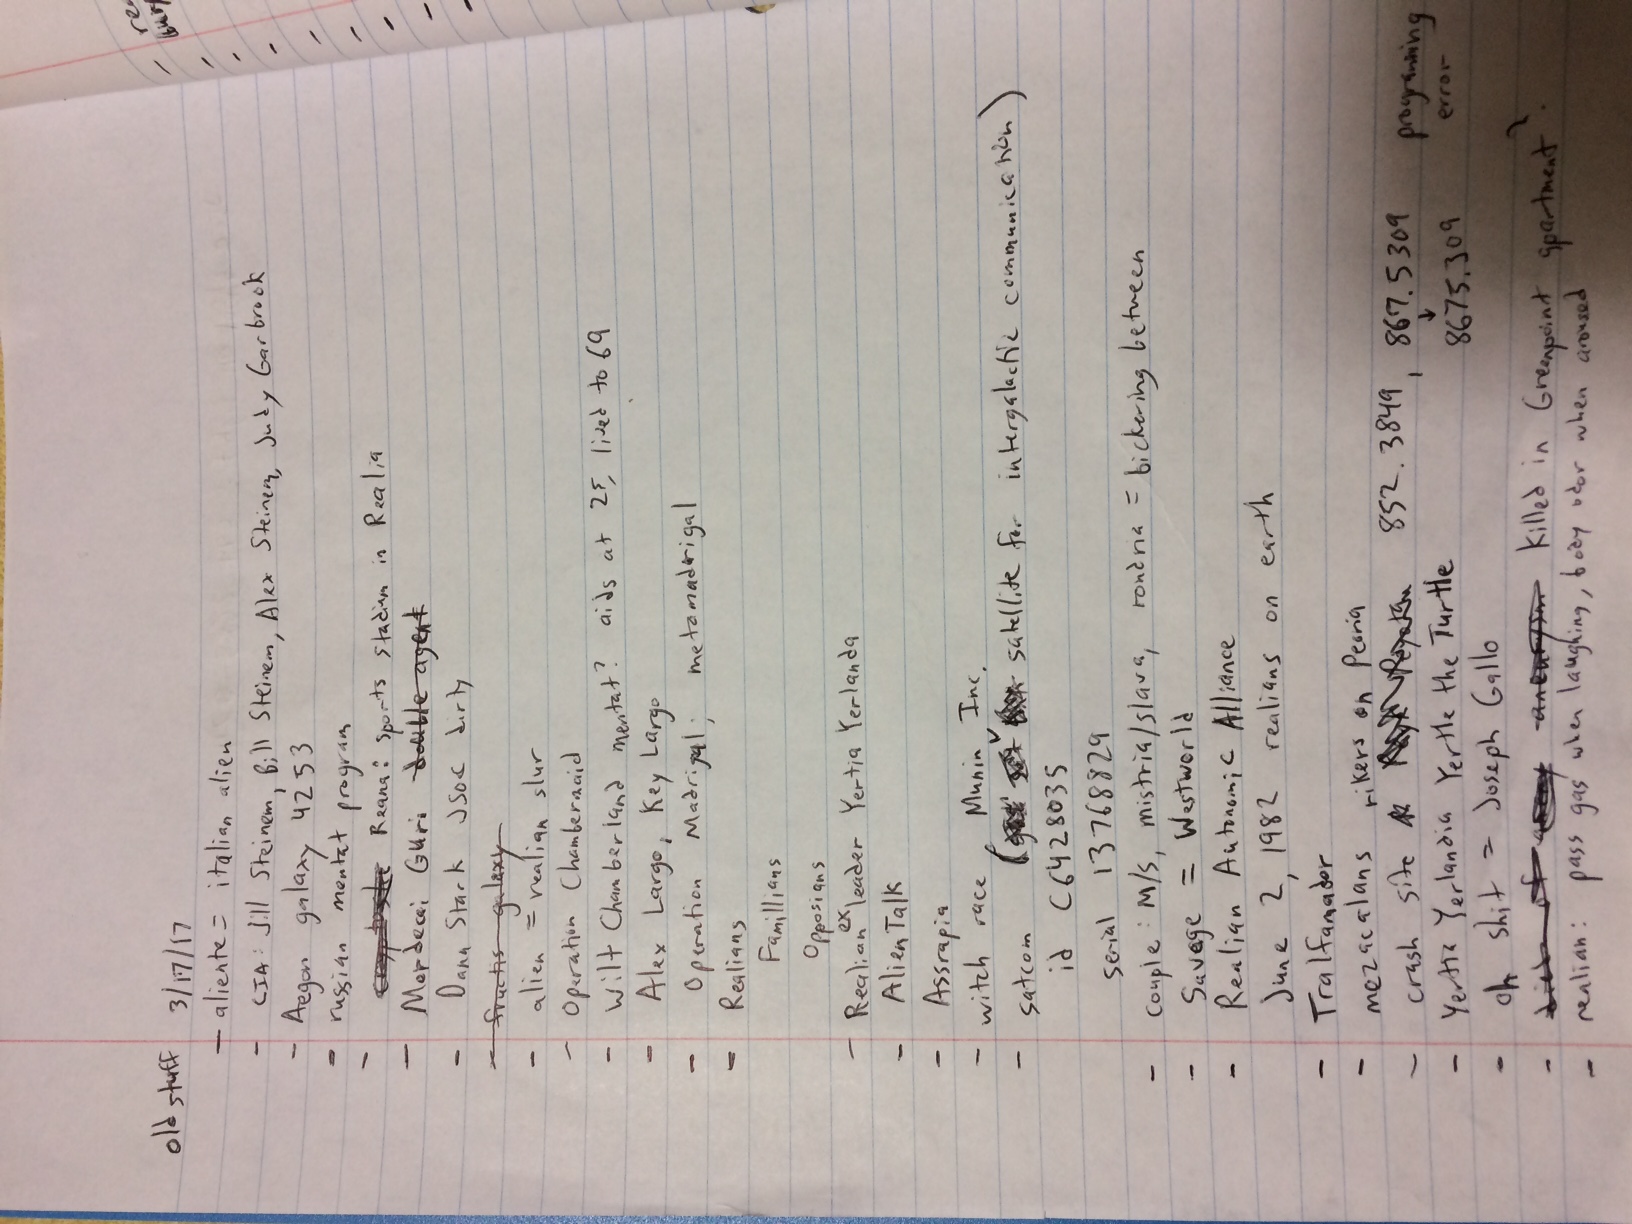 old stuff 3/17/17
- aliente = italian alien
- CIA: Jill Steinem, Bill Steinem, Alex Steinem, Judy Garbrook
- Aegon galaxy 4253
- russian mentat program
- Reana: sports stadium in Realia
- Mordecai Guri double agent
- Dana Stark JSOC dirty
- fructis galaxy
- alien = realian slur
- Operation Chambermaid
- Wilt Chamberland mentat? aids at 25, lived to 69
- Alex Largo, Key Largo
- Operation Madrigal; metamadrigal
- Realians
Famillians
Opposians
- Realian ex leader Yertia Yerlanda
- AlienTalk
- Assrapia
- witch race, Munin Inc.
- satcom ( satellite for intergalactic communication)
id C6428035
serial 13768829
- couple: M/S, mistria/slava, rondria = bickering between
- Savage = Westworld
- Realian Autonomic Alliance
June 2, 1982 realians on earth
- Tralfamador
- mezacalans rikers on Peoria
- crash site 852.3849, 867.5309 programming
- Yertia Yerlandia Yertle the Turtle 8675.309 error
- oh shit = Joseph Gallo
- died of aneurysm Killed in Greenpoint apartment?
- realian: pass gas when laughing, body odor when aroused